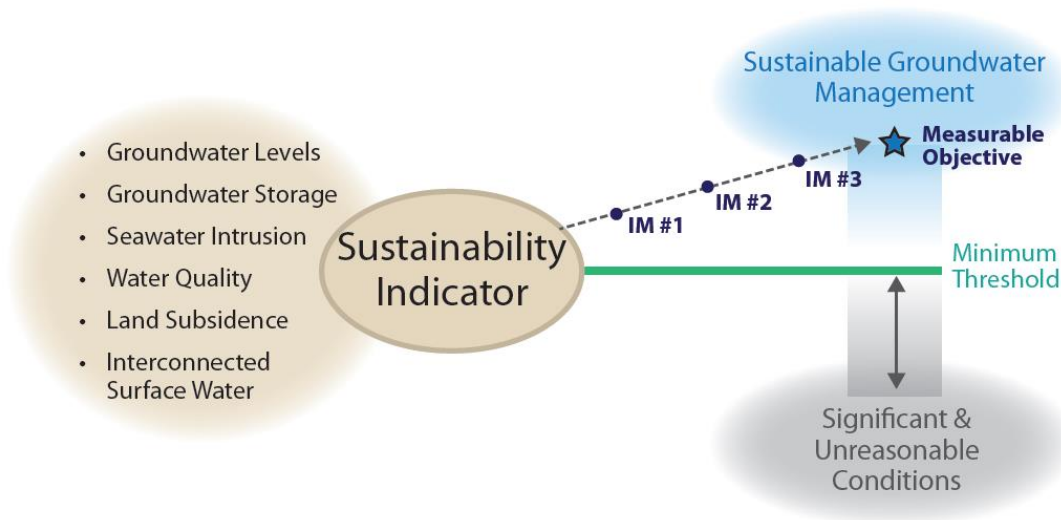 • Groundwater Levels
• Groundwater Storage
• Seawater Intrusion
• Water Quality
• Land Subsidence
• Interconnected
Surface Water
Sustainability
Indicator
IM #1
IM #2
IM #3
Sustainable Groundwater
Management
Measurable
Objective
Minimum
Threshold
Significant &
Unreasonable
Conditions